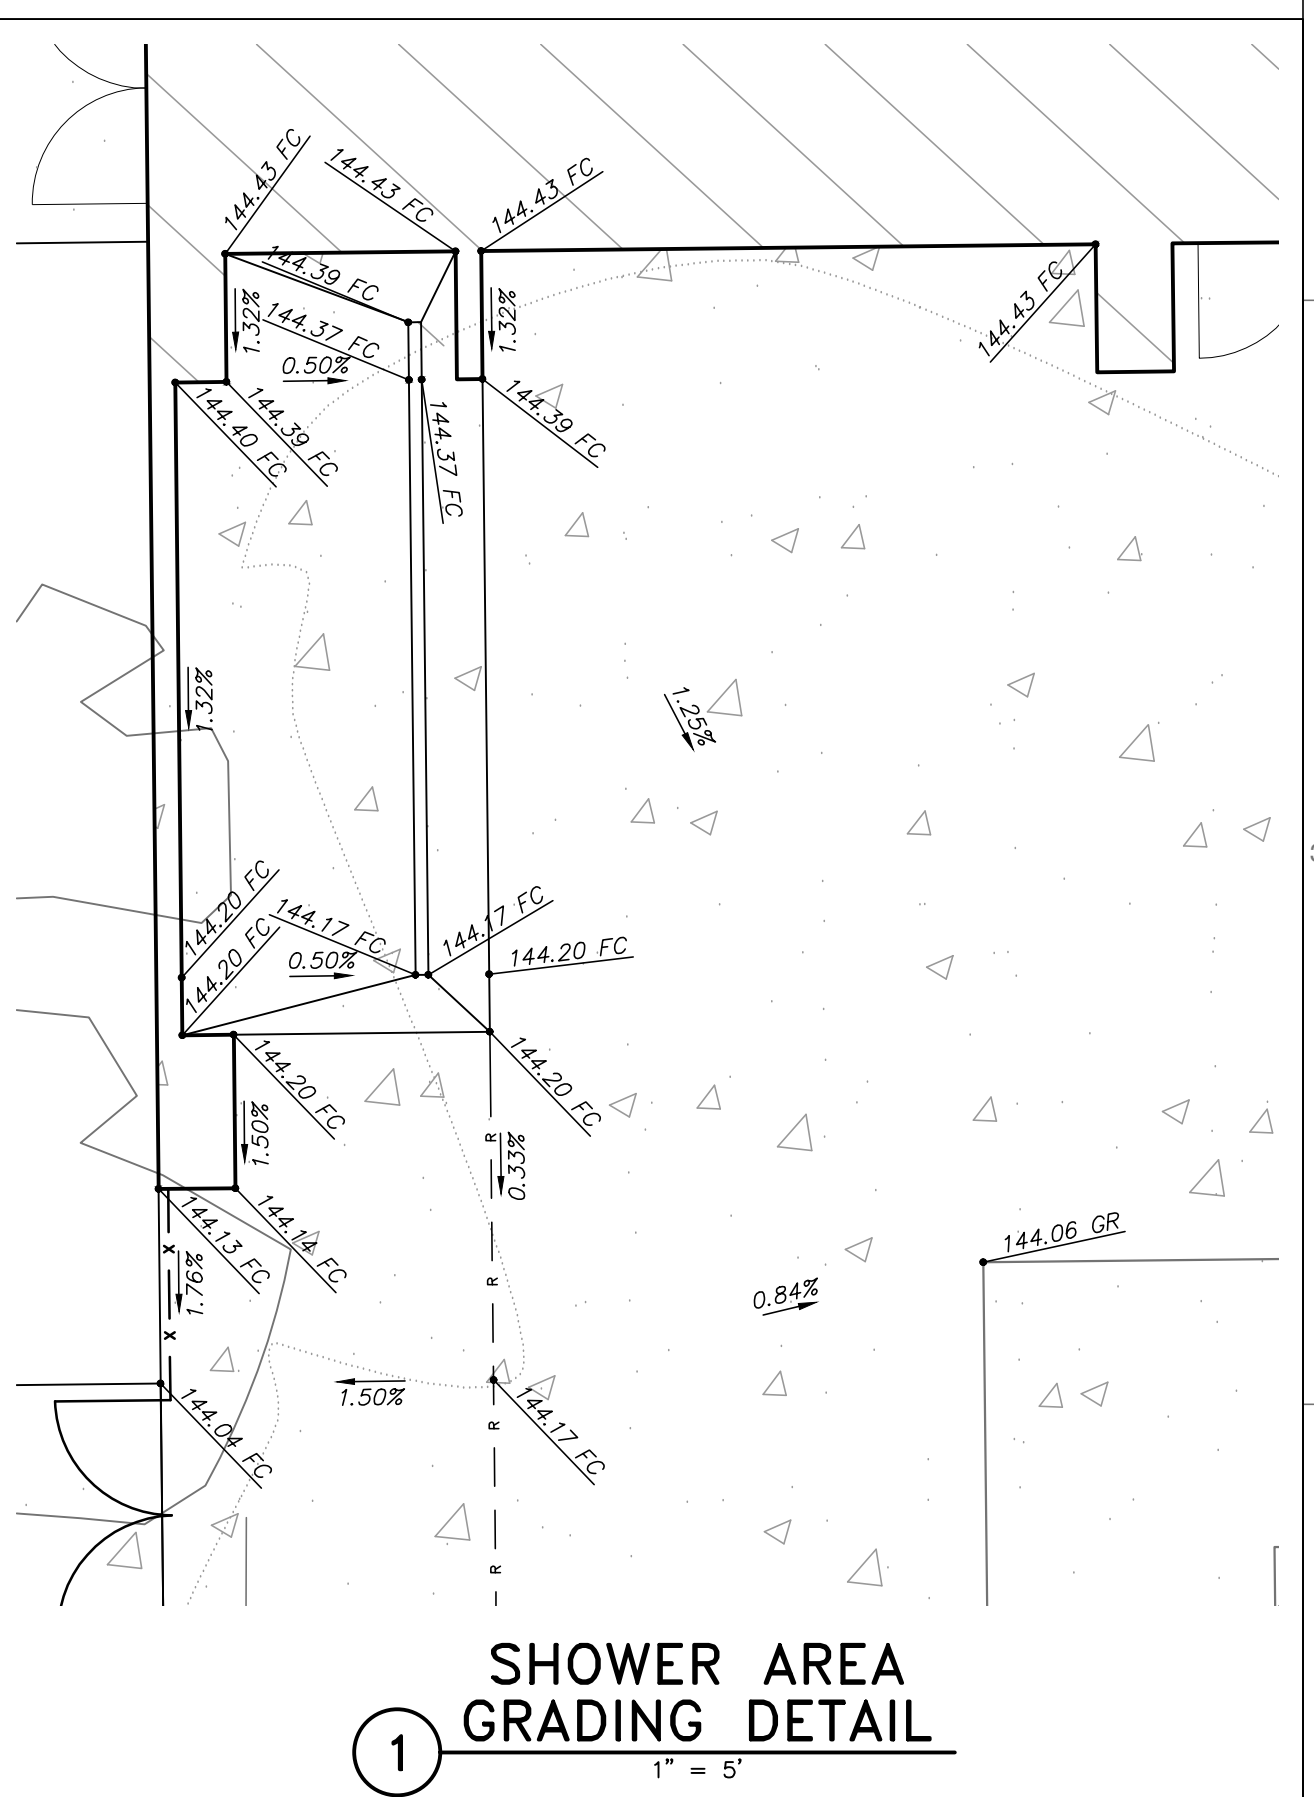 144.43 FC
144.43 FC
144.43 FC
144.39 FC
144.43 FC
1.32%
144.37 FC
1.32%
0.50%
144.40 FC
144.39 FC
144.37 FC
144.39 FC
1.32%
1.25%
144.20 FC
144.20 FC
144.17 FC
144.17 FC
0.50%
144.20 FC
144.20 FC
144.20 FC
1.50%
R
0.33%
144.13 FC
144.14 FC
144.06 GR
X
1.76%
R
0.84%
X
1.50%
144.04 FC
144.17 FC
R
R
SHOWER AREA
GRADING DETAIL
1
1" = 5'